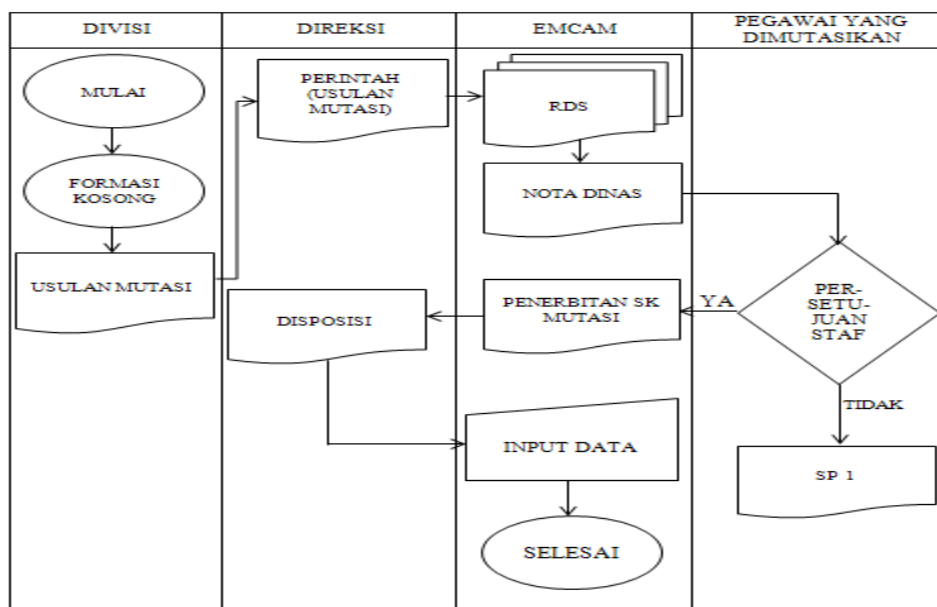 DIVISI
DIREKSI
EMCAM
PEGAWAI YANG
DIMUTASIKAN
MULAI
FORMASI
KOSONG
USULAN MUTASI
PERINTAH
(USULAN
MUTASI)
RDS
NOTA DINAS
PER-
SETU-
JUAN
STAF
YA
TIDAK
SP 1
PENERBITAN SK
MUTASI
DISPOSISI
INPUT DATA
SELESAI